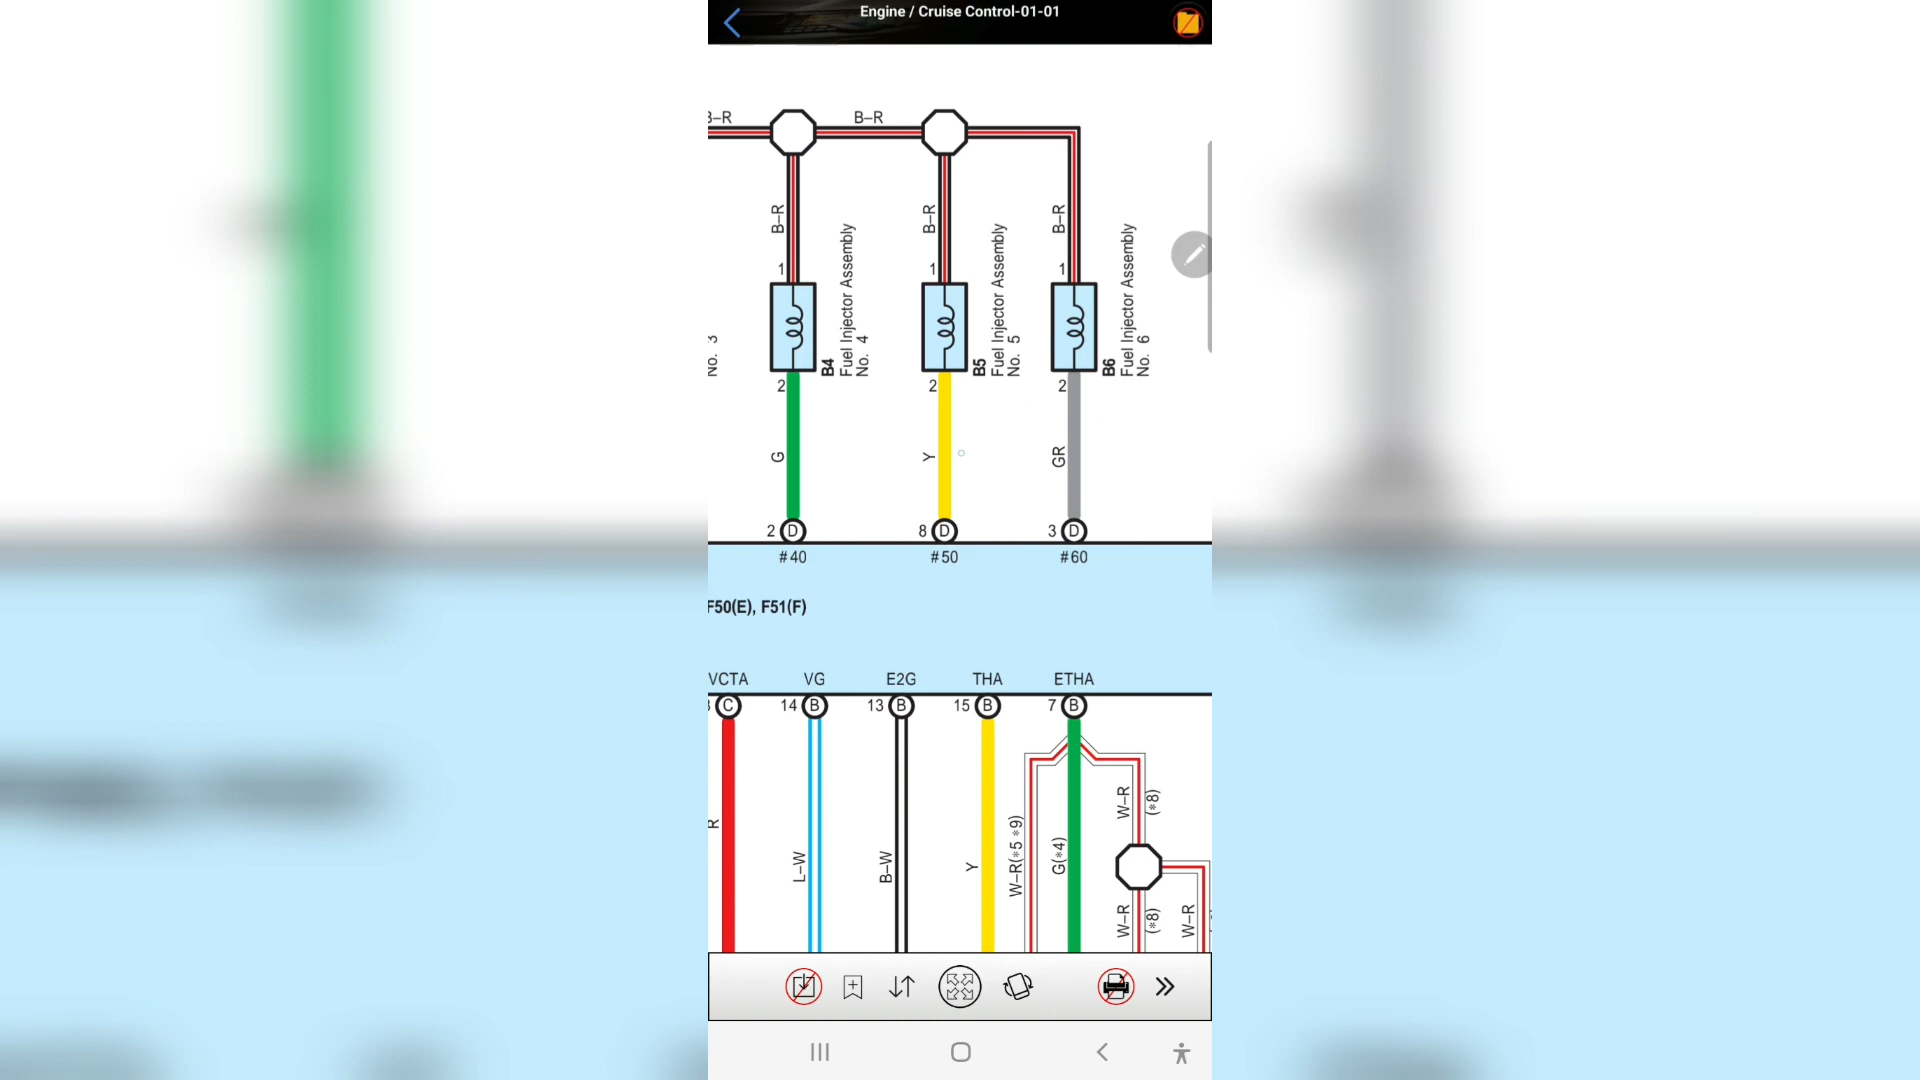 Engine / Cruise Control-01-01
B–R
B–R
B–R
B–R
1
1
1
No. 3
B4
Fuel Injector Assembly
No. 4
B5
Fuel Injector Assembly
No. 5
B6
Fuel Injector Assembly
No. 6
2
2
2
G
Y
GR
2 D
8 D
3 D
#40
#50
#60
F50(E), F51(F)
VCTA
VG
E2G
THA
ETHA
C
14 B
13 B
15 B
7 B
R
L–W
B–W
Y
W–R(*5 *9)
G(*4)
W–R
(*8)
W–R
(*8)
W–R